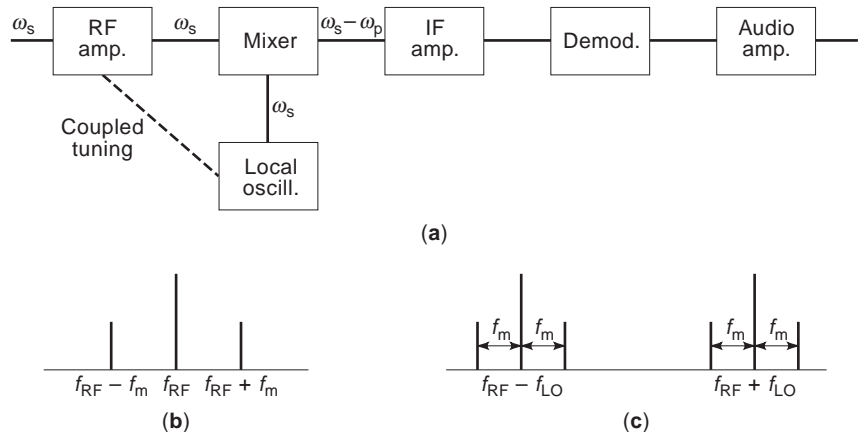 ωs RF amp. ωs Mixer ωs − ωp IF amp. Demod. Audio amp.
ωs
Coupled tuning
Local oscill.
(a)
fm fm fm fm
fRF − fm fRF fRF + fm fRF − fLO fRF + fLO
(b) (c)